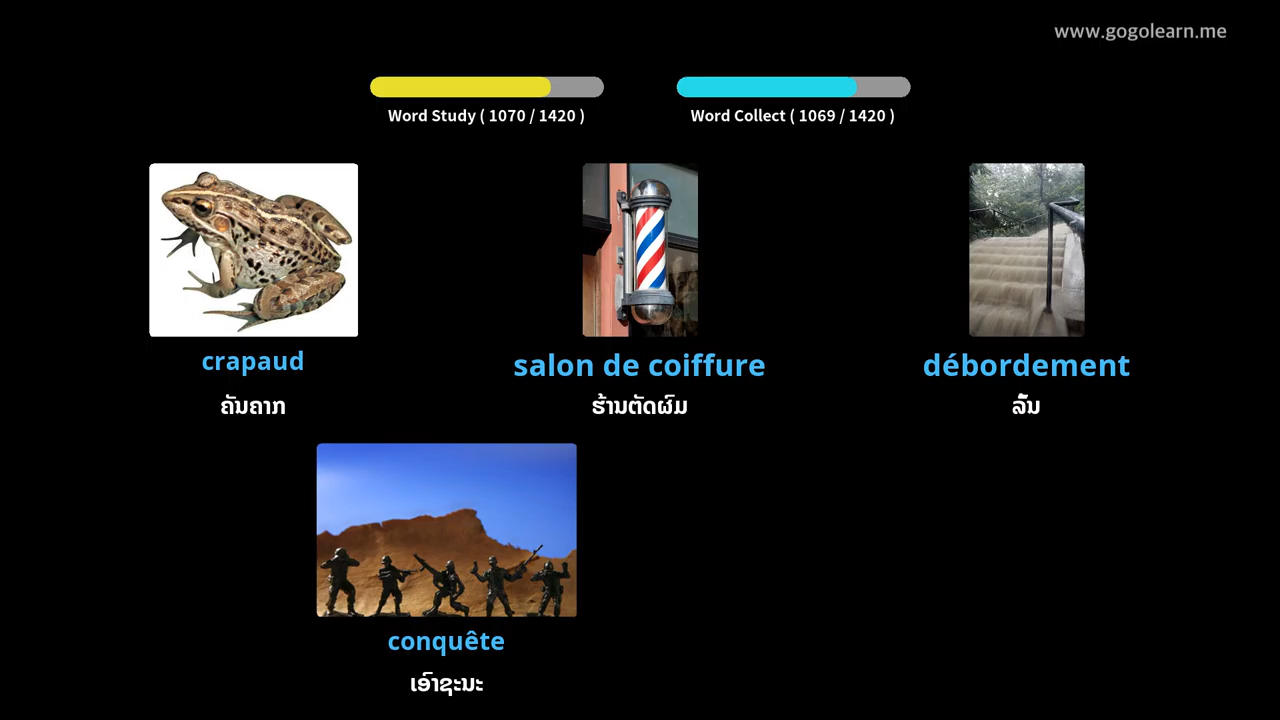 www.gogolearn.me
Word Study ( 1070 / 1420 )
Word Collect ( 1069 / 1420 )
crapaud
salon de coiffure
débordement
ຄັນຄາກ
ຮ້ານຕັດຜົມ
ລົ້ນ
conquête
ເອົາຊະນະ